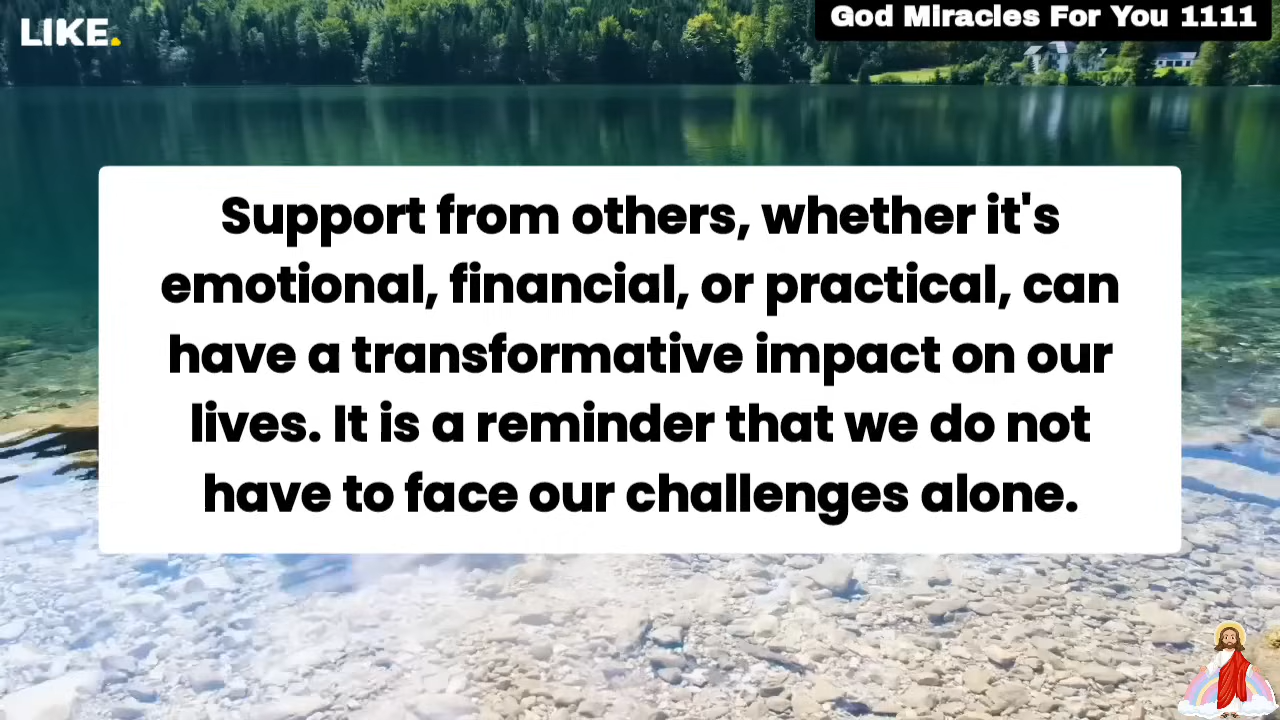 LIKE.
God Miracles For You 1111
Support from others, whether it's
emotional, financial, or practical, can
have a transformative impact on our
lives. It is a reminder that we do not
have to face our challenges alone.